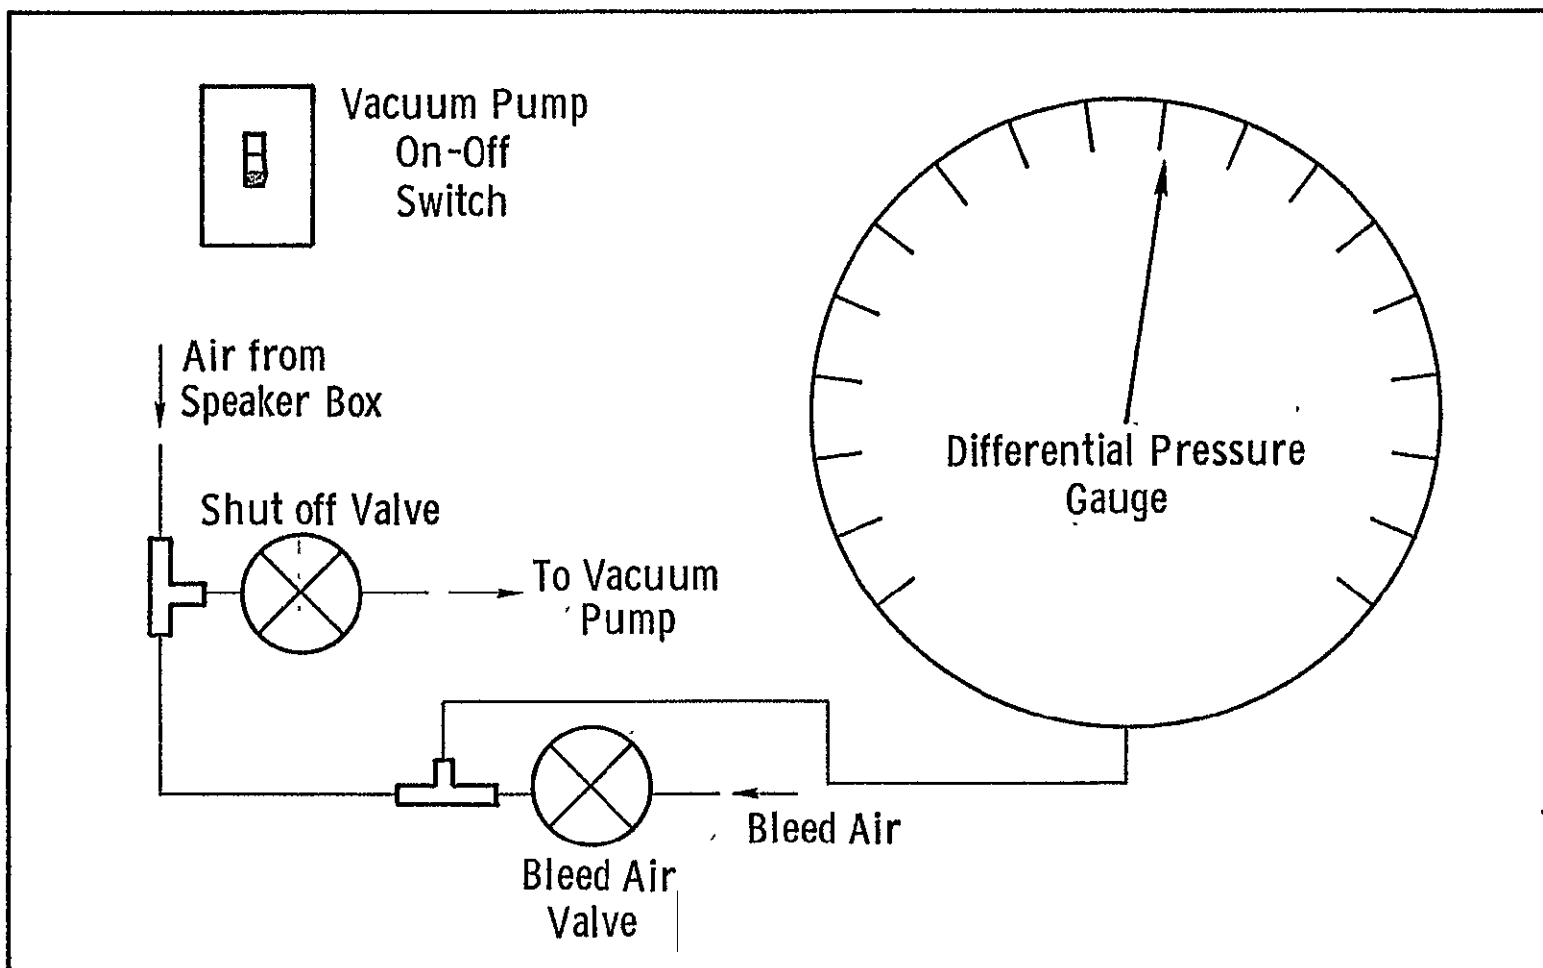 Vacuum Pump
On-Off
Switch
Air from
Speaker Box
Shut off Valve
To Vacuum
Pump
Differential Pressure
Gauge
Bleed Air
Bleed Air
Valve